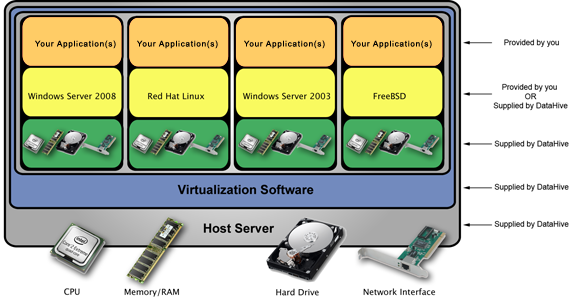 Your Application(s) Your Application(s) Your Application(s) Your Application(s)
Provided by you
Windows Server 2008 Red Hat Linux Windows Server 2003 FreeBSD
Provided by you
OR
Supplied by DataHive
Supplied by DataHive
Virtualization Software
Supplied by DataHive
Host Server
Supplied by DataHive
CPU Memory/RAM Hard Drive Network Interface